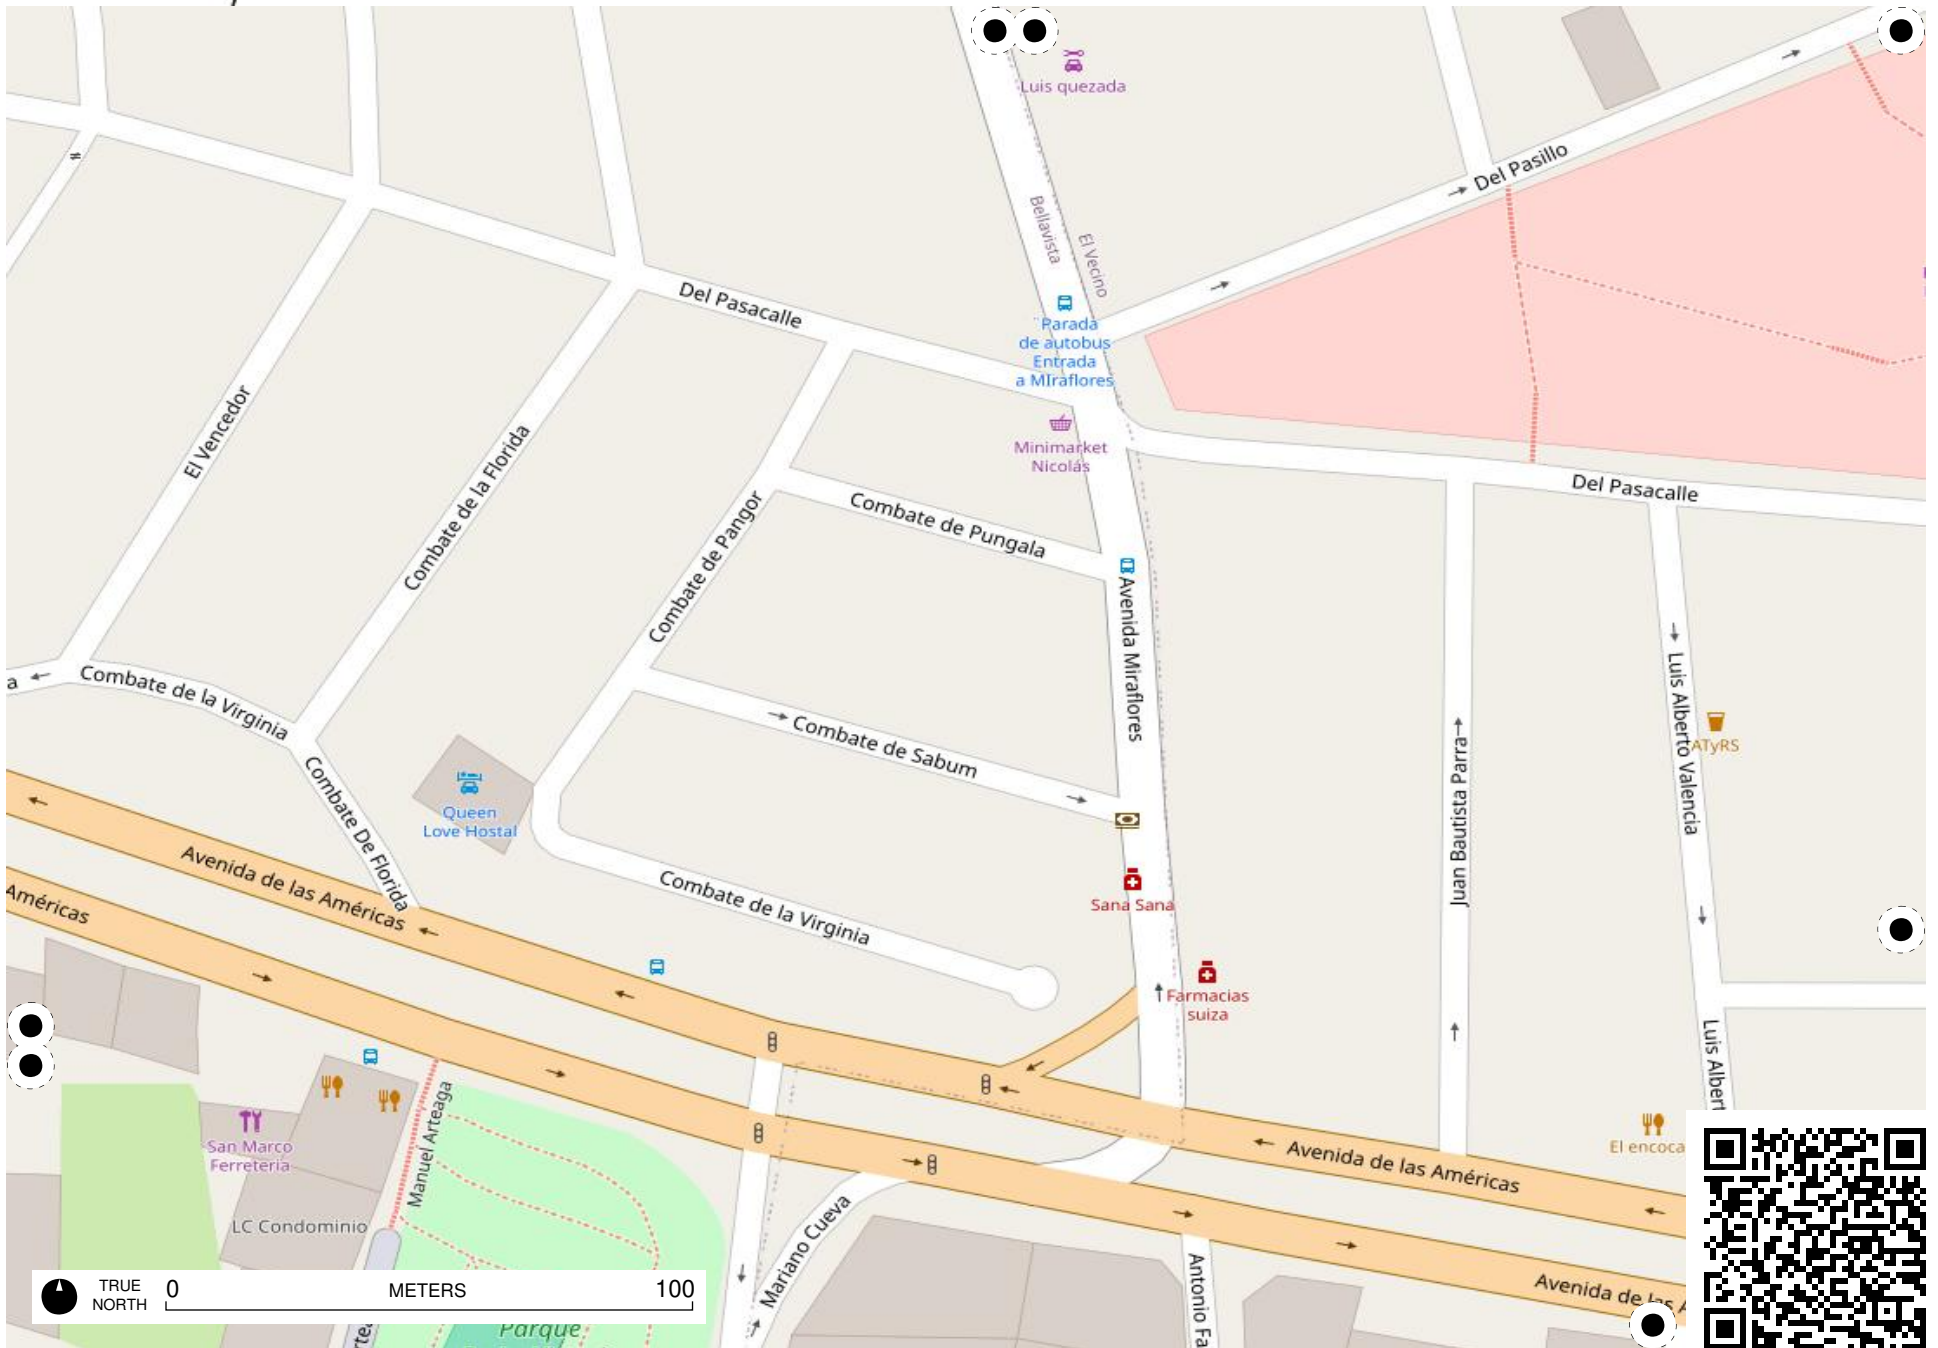 Luis quezada
Del Pasillo
Bellavista
El Vecino
Del Pasacalle
Parada
de autobus
Entrada
a MIraflores
El Vencedor
Combate de la Florida
Minimarket
Nicolás
Combate de Pangor
Combate de Pungala
Del Pasacalle
Avenida Miraflores
a
Combate de la Virginia
Combate de Sabum
Luis Alberto Valencia
ATyRS
Juan Bautista Parra
Combate De Florida
Queen
Love Hostal
Avenida de las Américas
Américas
Combate de la Virginia
Sana Sana
Farmacias
suiza
Luis Albert
Manuel Arteaga
San Marco
Ferreteria
El encoca
Avenida de las Américas
LC Condominio
Mariano Cueva
Antonio Fa
TRUE
NORTH
0 METERS 100
Avenida de las A
Parque